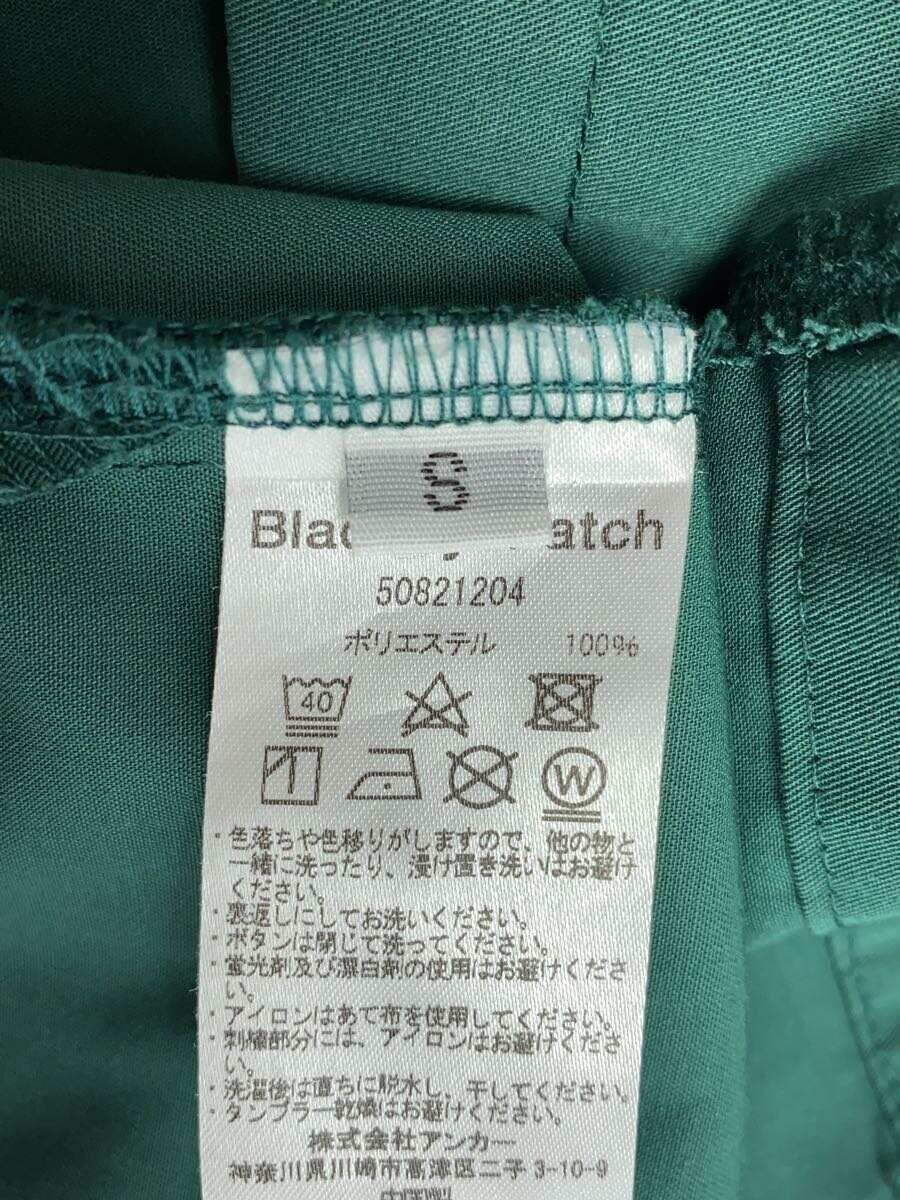 S
Bla atch
50821204
ポリエステル 100%
40
W
・色落ちや色移りがしますので、他の物と
一緒に洗ったり、浸け置き洗いはお避け
ください。
・裏返しにしてお洗いください。
・ボタンは閉じて洗ってください。
・蛍光剤及び漂白剤の使用はお避けくださ
い。
・アイロンはあて布を使用してください。
・刺繍部分には、アイロンはお避けくださ
い。
・洗濯後は直ちに脱水し、干してください。
・タンブラー乾燥はお避けください。
株式会社アンカー
神奈川県川崎市高津区二子 3-10-9